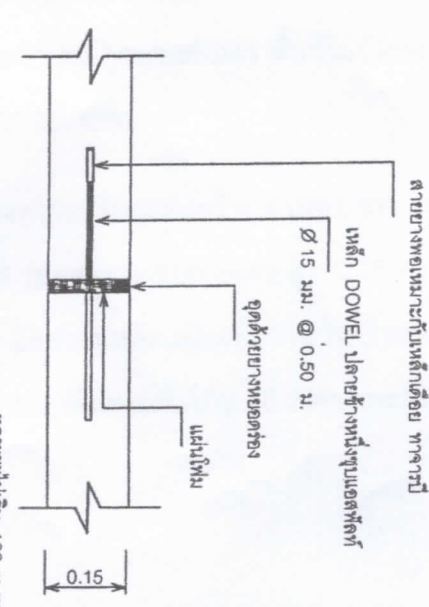 สายยางพอเหมาะกับเหล็กเดือย ทาจารบี
เหล็ก DOWEL ปลายข้างหนึ่งชุบแอสฟัลท์
Ø 15 มม. @ 0.50 ม.
อุดด้วยยางหยอดร่อง
แผ่นโฟม
0.15